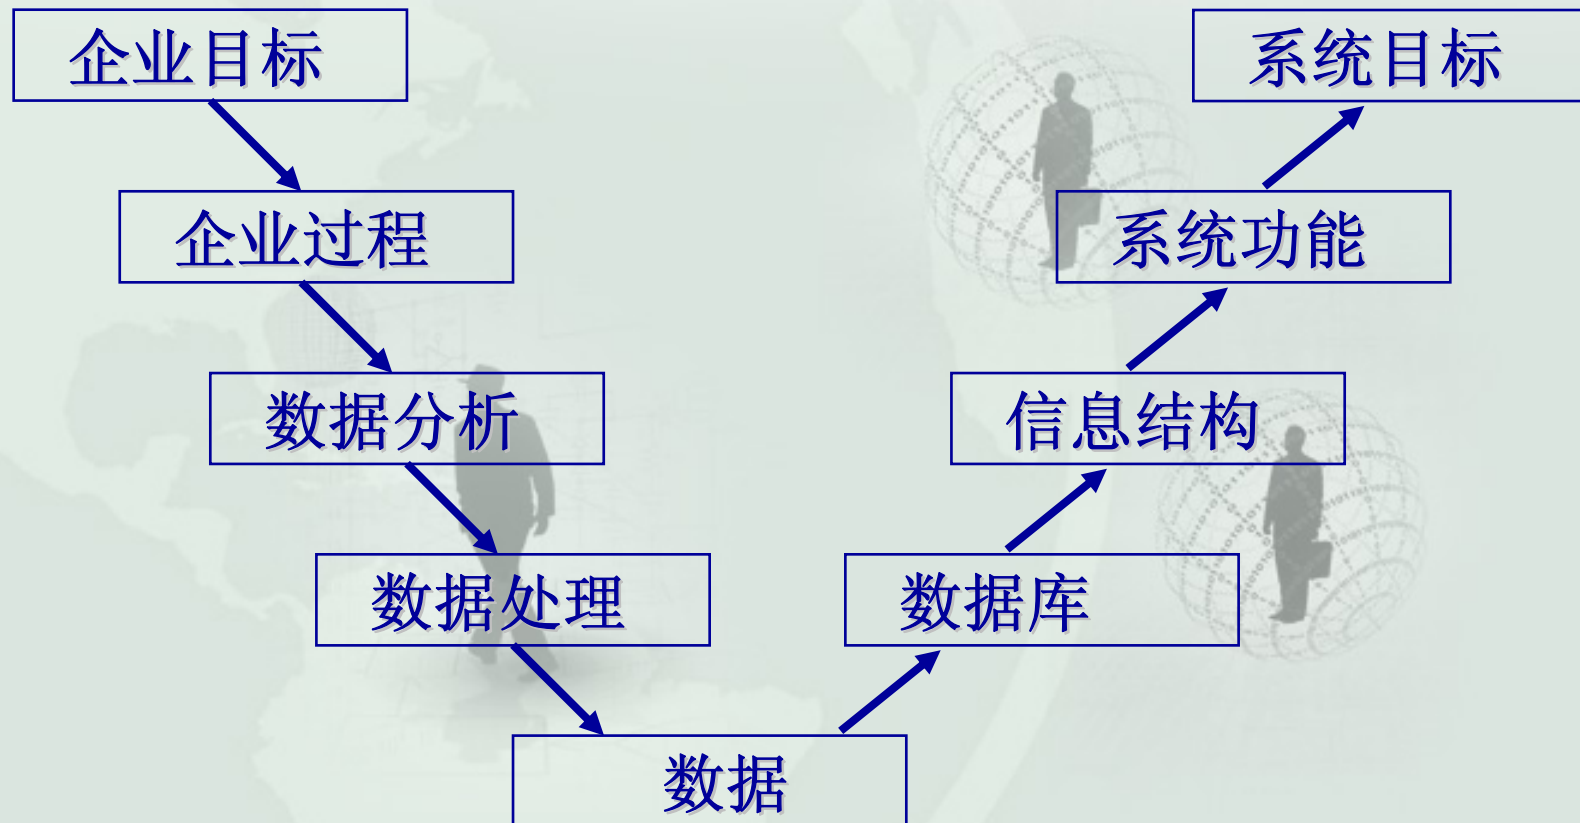 企业目标
系统目标
企业过程
系统功能
数据分析
信息结构
数据处理
数据库
数据